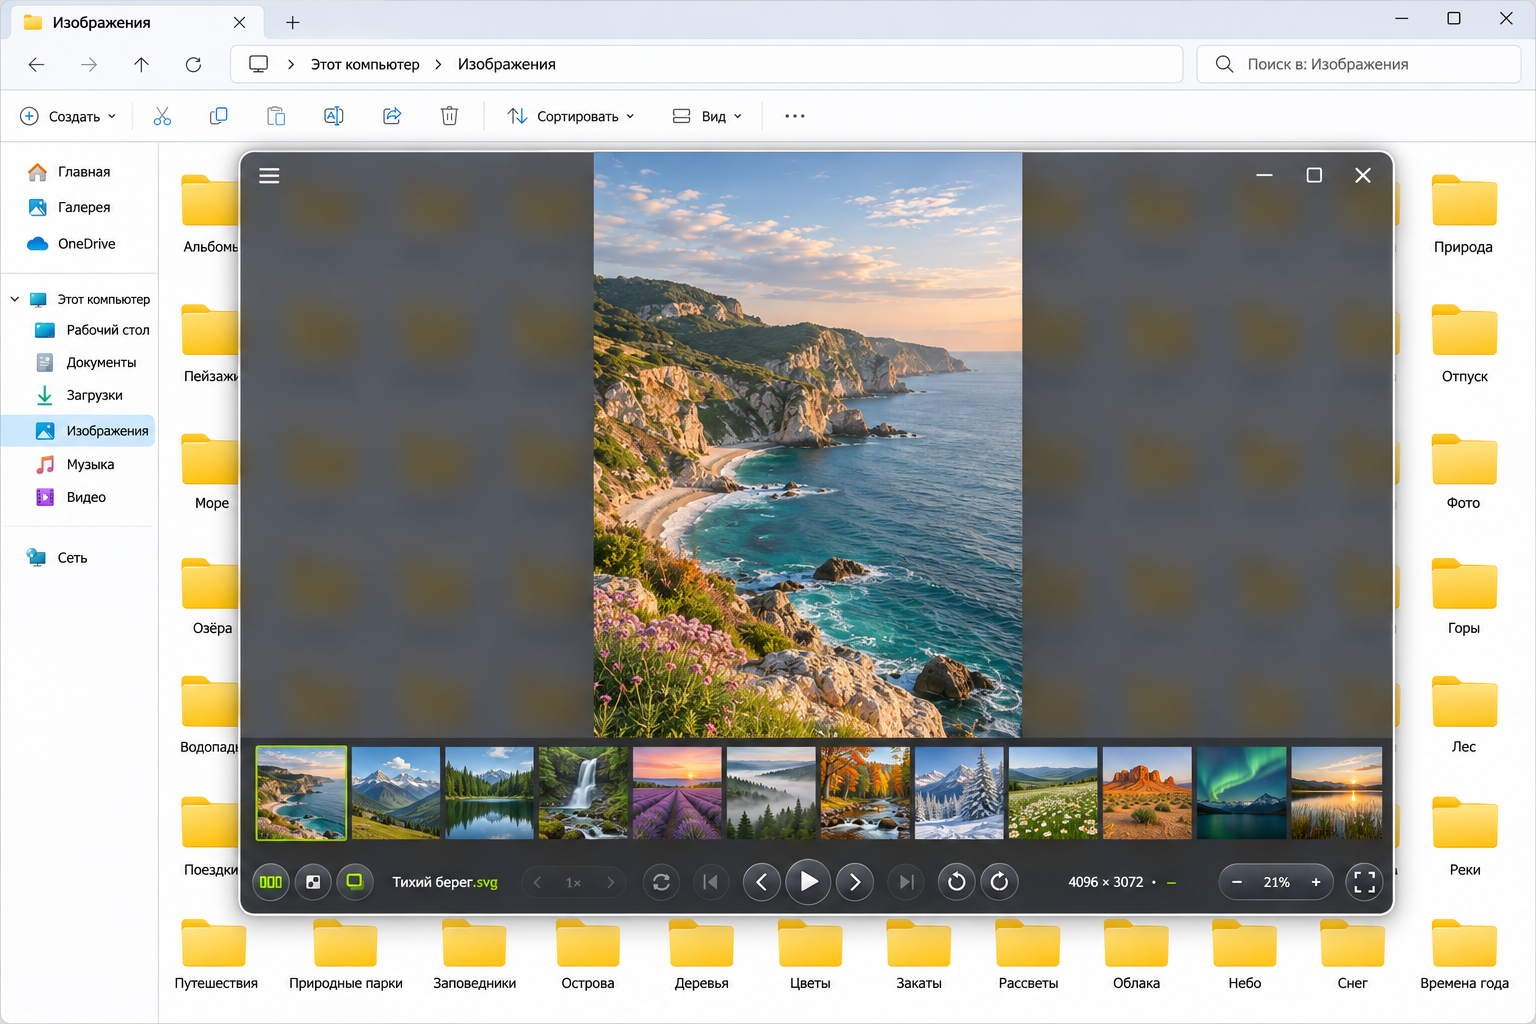 Изображения
Этот компьютер
Изображения
Поиск в: Изображения
Создать
Сортировать
Вид
Главная
Галерея
OneDrive
Этот компьютер
Рабочий стол
Документы
Загрузки
Изображения
Музыка
Видео
Сеть
Альбомы
Природа
Пейзажи
Отпуск
Море
Фото
Озёра
Горы
Водопады
Лес
Поездки
Реки
Тихий берег.svg
1×
4096 × 3072 • –
− 21% +
Путешествия
Природные парки
Заповедники
Острова
Деревья
Цветы
Закаты
Рассветы
Облака
Небо
Снег
Времена года